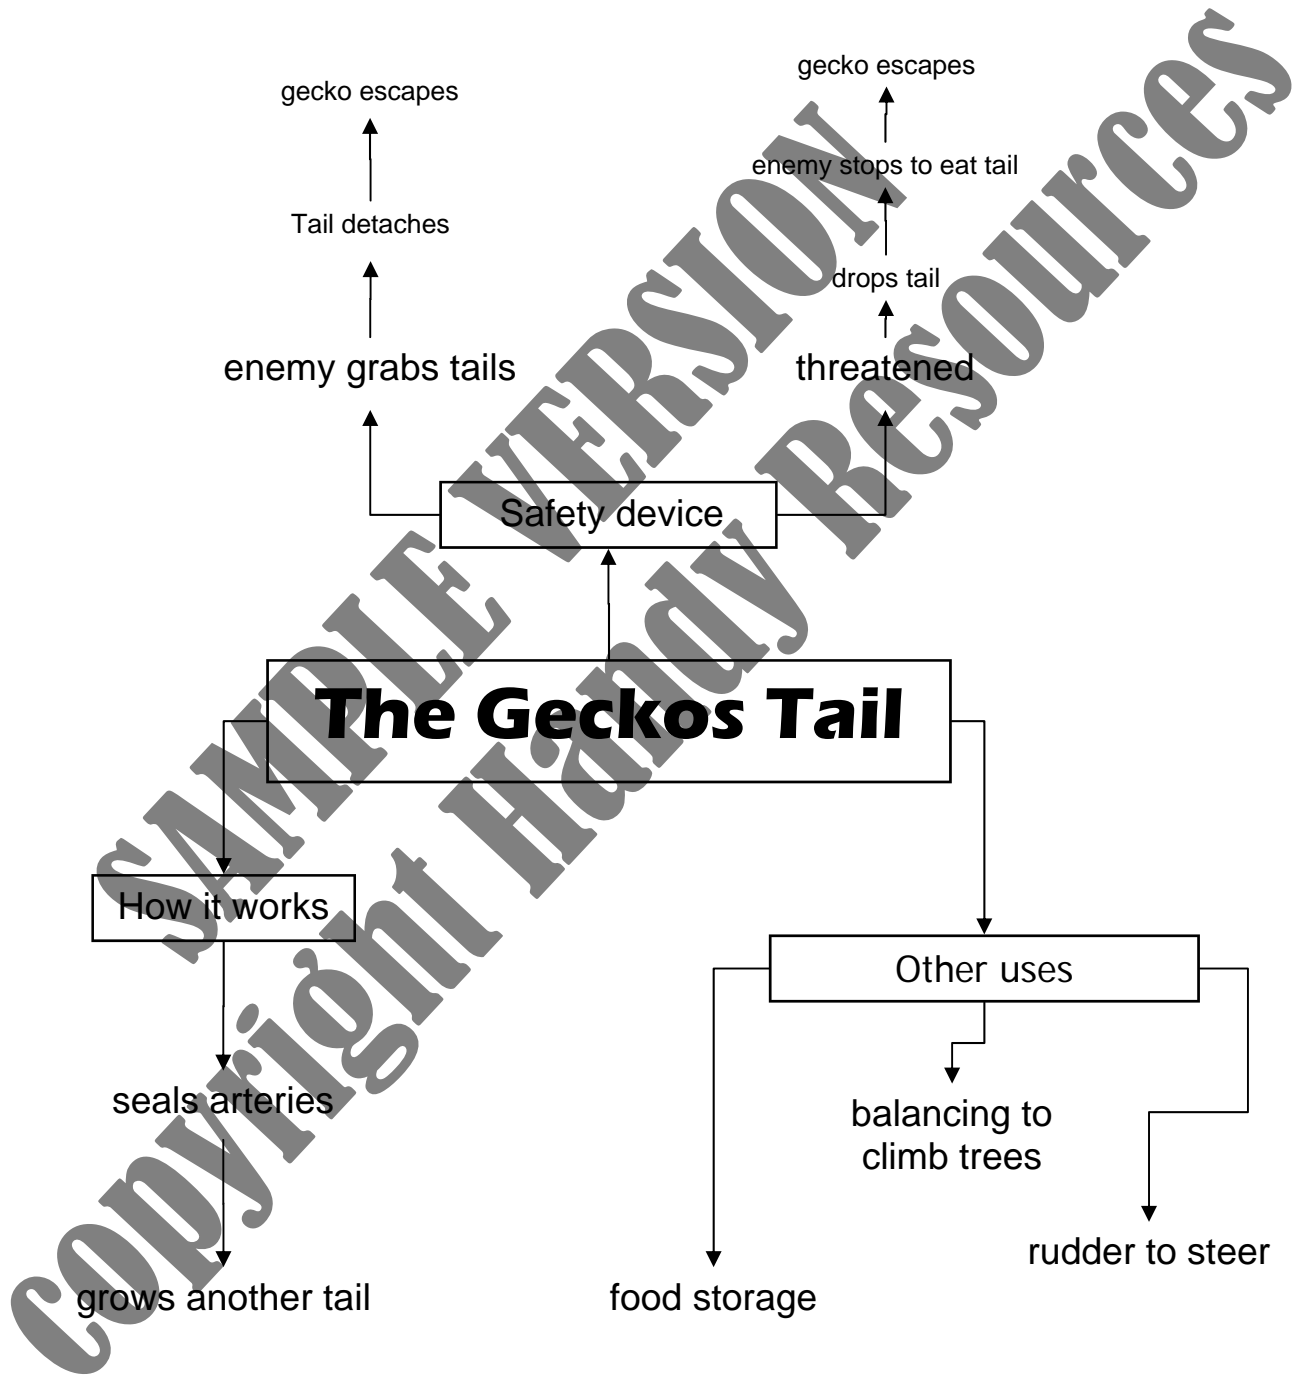 gecko escapes
gecko escapes
enemy stops to eat tail
Tail detaches
drops tail
enemy grabs tails
threatened
Safety device
The Geckos Tail
How it works
Other uses
seals arteries
balancing to
climb trees
rudder to steer
grows another tail
food storage
SAMPLE VERSION
copyright Handy Resources